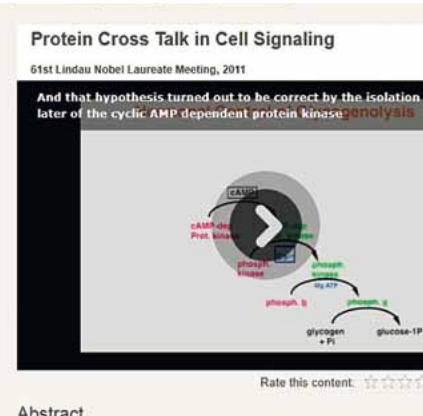 Protein Cross Talk in Cell Signaling
61st Lindau Nobel Laureate Meeting, 2011
And that hypothesis turned out to be correct by the isolation
later of the cyclic AMP dependent protein kinase
cAMP
cAMP-dep
Prot. kinase
kinase
phosph.
kinase
phosph.
kinase
Mg ATP
phosph. b
phosph. a
glycogen
+ Pi
glucose-1P
Rate this content:
Abstract